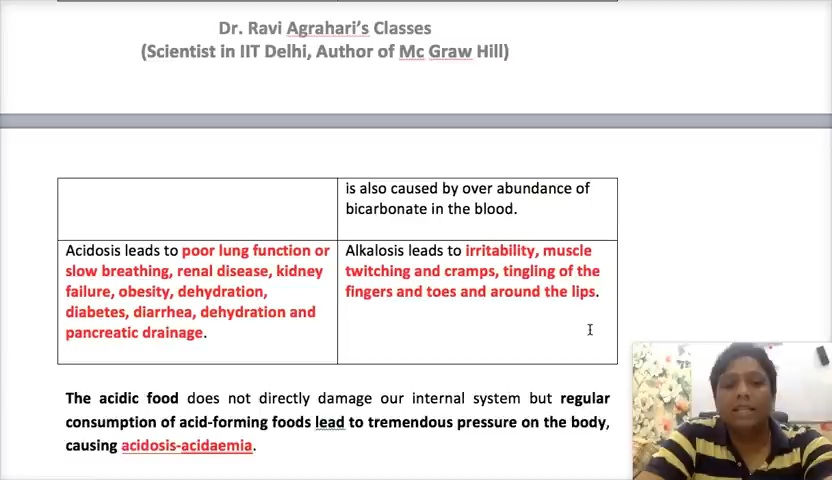 Dr. Ravi Agrahari's Classes
(Scientist in IIT Delhi, Author of Mc Graw Hill)
is also caused by over abundance of
bicarbonate in the blood.
Acidosis leads to poor lung function or
slow breathing, renal disease, kidney
failure, obesity, dehydration,
diabetes, diarrhea, dehydration and
pancreatic drainage.
Alkalosis leads to irritability, muscle
twitching and cramps, tingling of the
fingers and toes and around the lips.
The acidic food does not directly damage our internal system but regular
consumption of acid-forming foods lead to tremendous pressure on the body,
causing acidosis-acidaemia.